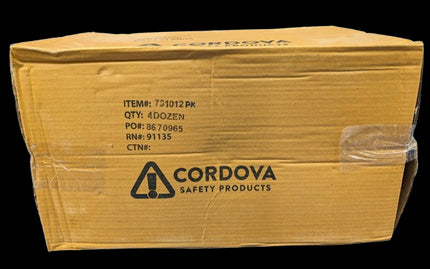 CORDOVA
ITEM#: 731012 PK
QTY: 4DOZEN
PO#: 8670965
RN#: 91135
CTN#:
CORDOVA
SAFETY PRODUCTS